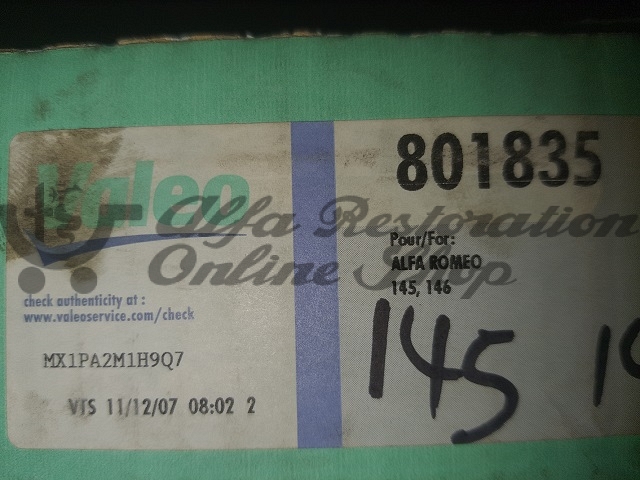 Valeo
801835
Alfa Restoration
Online Shop
Pour/For:
ALFA ROMEO
145, 146
check authenticity at :
www.valeoservice.com/check
MX1PA2M1H9Q7
VTS 11/12/07 08:02 2
145